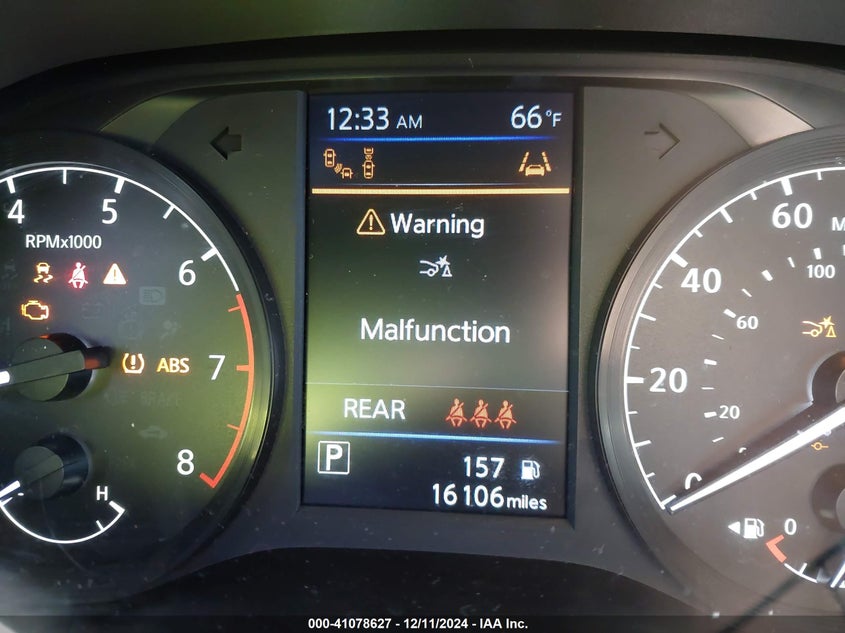 12:33 AM 66°F
Warning
Malfunction
REAR
P
157
16106 miles
4 5 6 7 8
RPMx1000
ABS
H
0 20 40 60
20 60 100
0
000-41078627 - 12/11/2024 - IAA Inc.